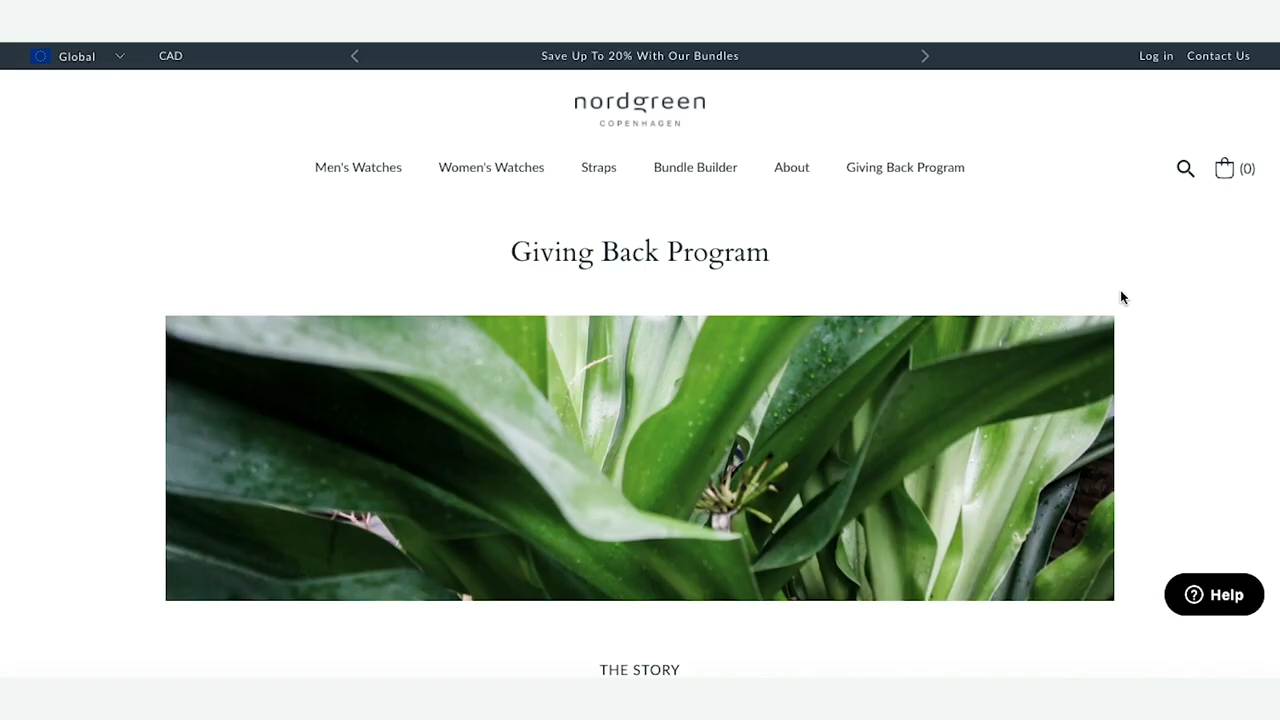 Global
CAD
Save Up To 20% With Our Bundles
Log in
Contact Us
nordgreen
COPENHAGEN
Men's Watches
Women's Watches
Straps
Bundle Builder
About
Giving Back Program
(0)
Giving Back Program
? Help
THE STORY